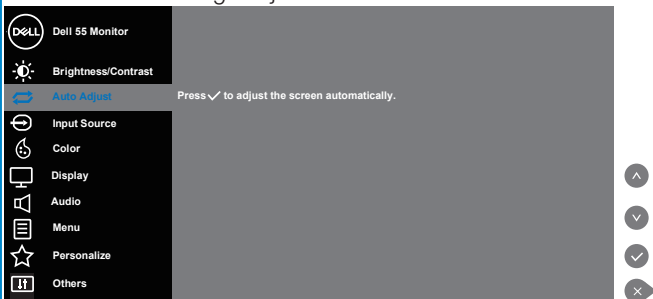 DELL
Dell 55 Monitor
Brightness/Contrast
Auto Adjust
Press ✓ to adjust the screen automatically.
Input Source
Color
Display
Audio
Menu
Personalize
Others